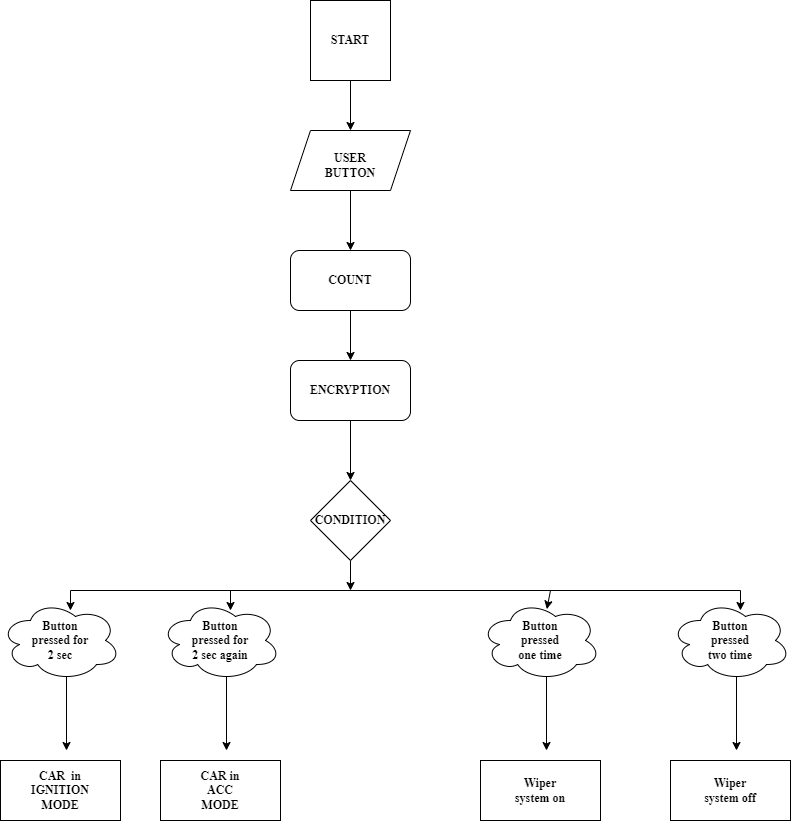 START
USER
BUTTON
COUNT
ENCRYPTION
CONDITION
Button
pressed for
2 sec
Button
pressed for
2 sec again
Button
pressed
one time
Button
pressed
two time
CAR in
IGNITION
MODE
CAR in
ACC
MODE
Wiper
system on
Wiper
system off